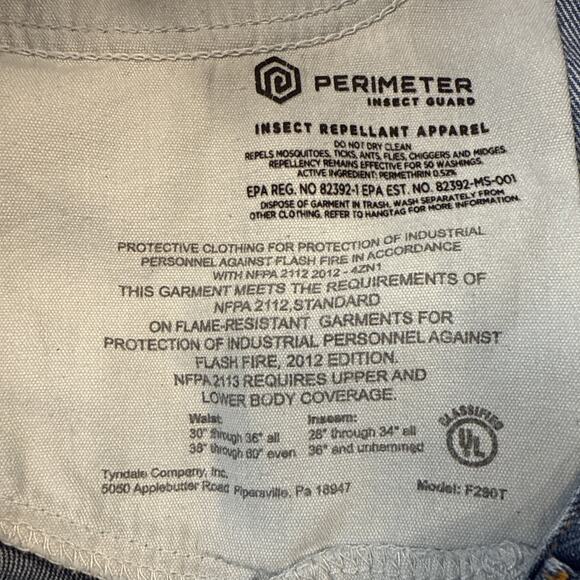 PERIMETER
INSECT GUARD
INSECT REPELLANT APPAREL
DO NOT DRY CLEAN
REPELS MOSQUITOES, TICKS, ANTS, FLIES, CHIGGERS AND MIDGES.
REPELLENCY REMAINS EFFECTIVE FOR 50 WASHINGS.
ACTIVE INGREDIENT: PERMETHRIN 0.52%
EPA REG. NO 82392-1 EPA EST. NO. 82392-MS-001
DISPOSE OF GARMENT IN TRASH. WASH SEPARATELY FROM
OTHER CLOTHING. REFER TO HANGTAG FOR MORE INFORMATION.
PROTECTIVE CLOTHING FOR PROTECTION OF INDUSTRIAL
PERSONNEL AGAINST FLASH FIRE IN ACCORDANCE
WITH NFPA 2112 2012 - 4ZN1
THIS GARMENT MEETS THE REQUIREMENTS OF
NFPA 2112,STANDARD
ON FLAME-RESISTANT GARMENTS FOR
PROTECTION OF INDUSTRIAL PERSONNEL AGAINST
FLASH FIRE, 2012 EDITION.
NFPA 2113 REQUIRES UPPER AND
LOWER BODY COVERAGE.
Waist: Inseam:
30" through 36" all 28" through 34" all
38" through 60" even 36" and unhemmed
CLASSIFIED
UL
Tyndale Company, Inc.
5050 Applebutter Road Pipersville, Pa 18947
Model: F290T